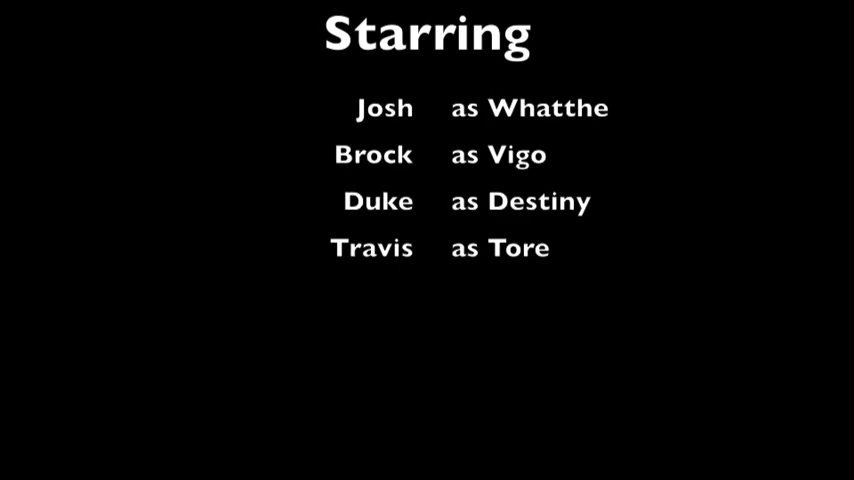 Starring
Josh as Whatthe
Brock as Vigo
Duke as Destiny
Travis as Tore